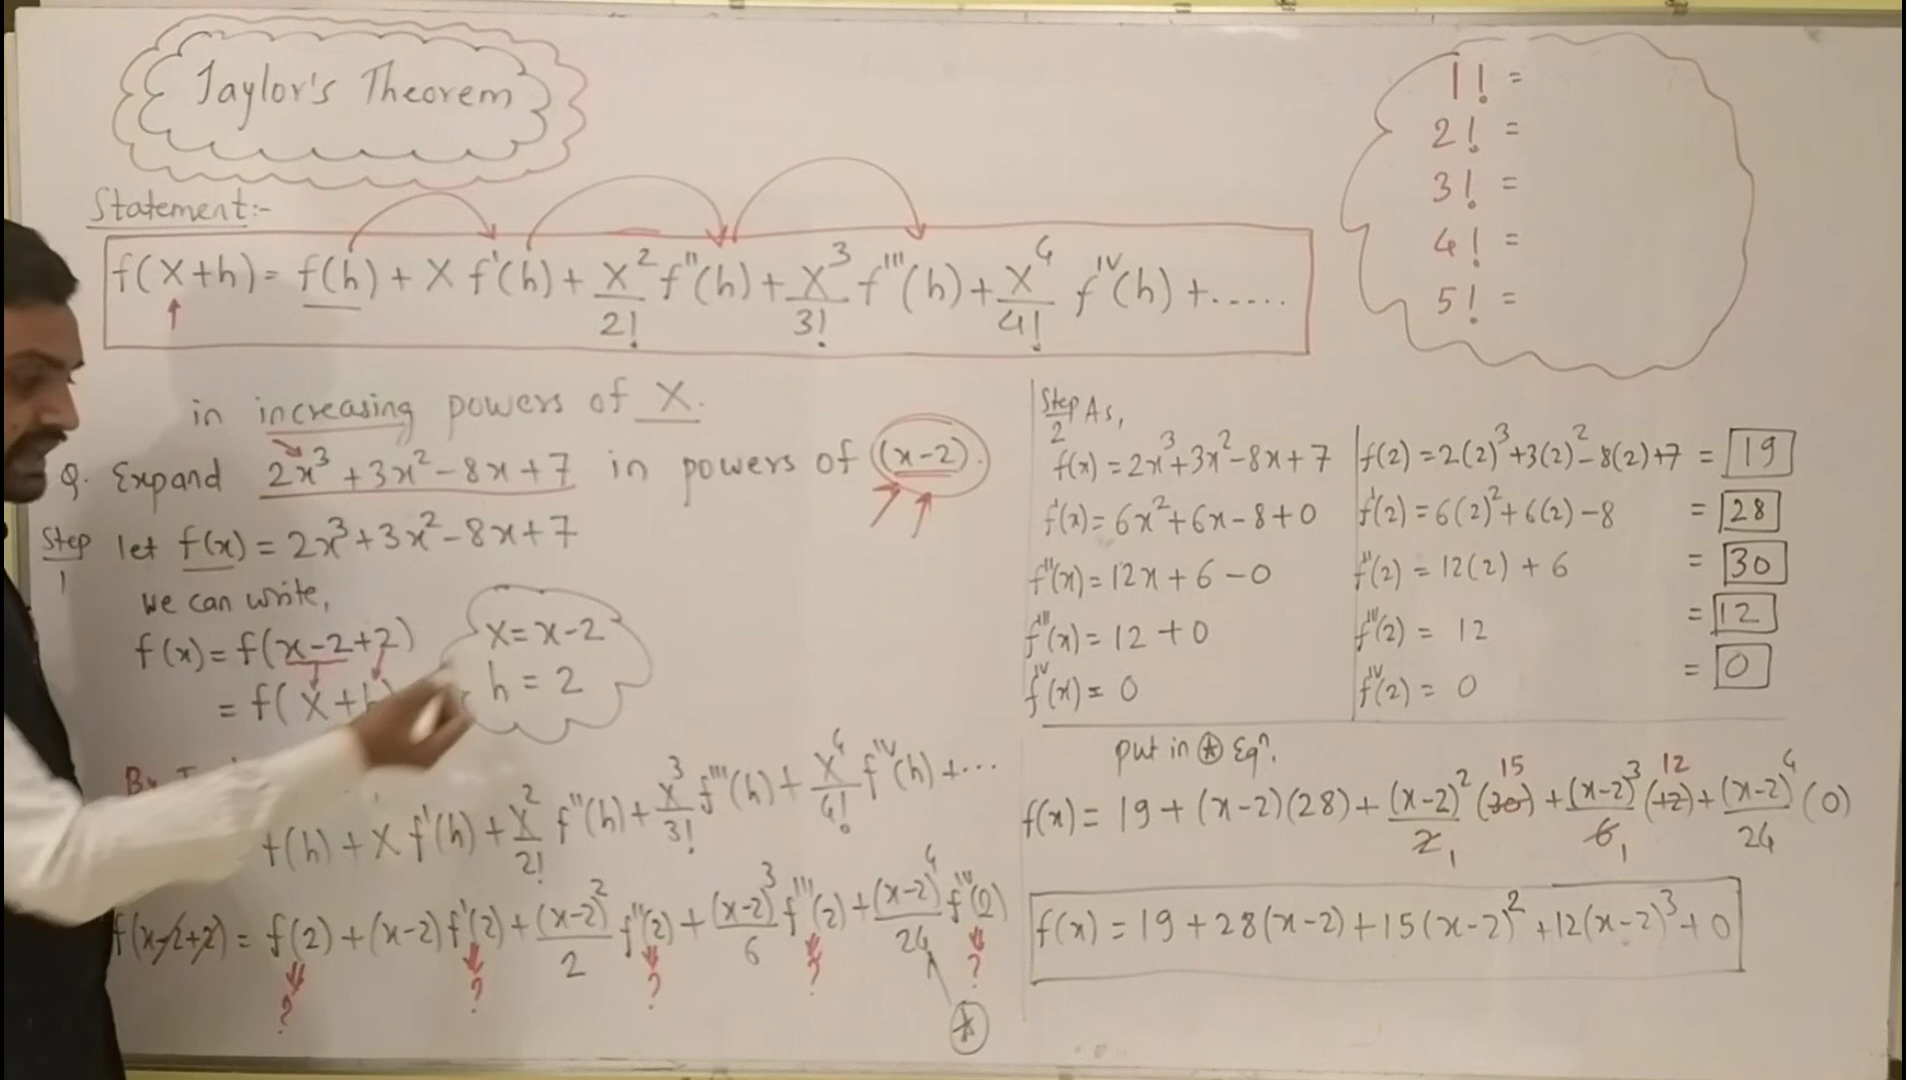 Taylor's Theorem
Statement:-
f(X+h) = f(h) + X f'(h) + X²/2! f''(h) + X³/3! f'''(h) + X⁴/4! f^IV(h) + ......
in increasing powers of X.
Q. Expand 2x³+3x²-8x+7 in powers of (x-2).
Step 1 let f(x) = 2x³+3x²-8x+7
We can write,
f(x) = f(x-2+2)
= f(X+h
X = x-2
h = 2
f(h) + X f'(h) + X²/2! f''(h) + X³/3! f'''(h) + X⁴/4! f^IV(h) + ...
f(x-2+2) = f(2) + (x-2) f'(2) + (x-2)²/2 f''(2) + (x-2)³/6 f'''(2) + (x-2)⁴/24 f^IV(2)
? ? ? ? ?
*
1! =
2! =
3! =
4! =
5! =
Step 2 As,
f(x) = 2x³+3x²-8x+7 f(2) = 2(2)³+3(2)²-8(2)+7 = 19
f'(x) = 6x²+6x-8+0 f'(2) = 6(2)²+6(2)-8 = 28
f''(x) = 12x+6-0 f''(2) = 12(2)+6 = 30
f'''(x) = 12+0 f'''(2) = 12 = 12
f^IV(x) = 0 f^IV(2) = 0 = 0
put in * Eqn.
15 12
f(x) = 19 + (x-2)(28) + (x-2)²/2 (30) + (x-2)³/6 (12) + (x-2)⁴/24 (0)
1 1
f(x) = 19+28(x-2)+15(x-2)²+12(x-2)³+0